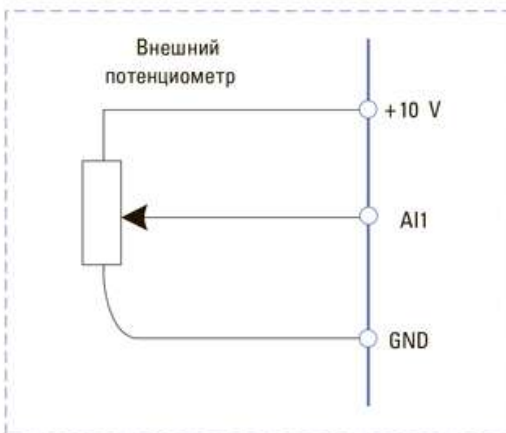 Внешний
потенциометр
+10 V
AI1
GND